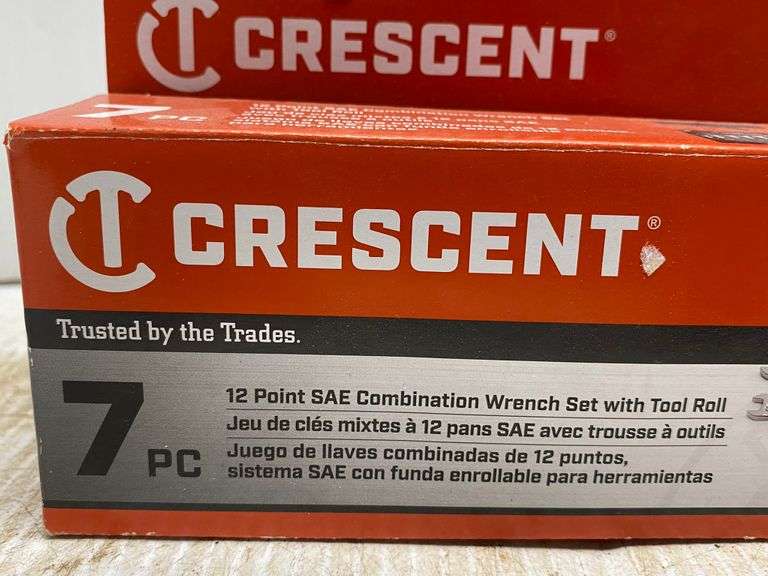 CRESCENT®
7 PC
CRESCENT®
Trusted by the Trades.
7 PC
12 Point SAE Combination Wrench Set with Tool Roll
Jeu de clés mixtes à 12 pans SAE avec trousse à outils
Juego de llaves combinadas de 12 puntos,
sistema SAE con funda enrollable para herramientas